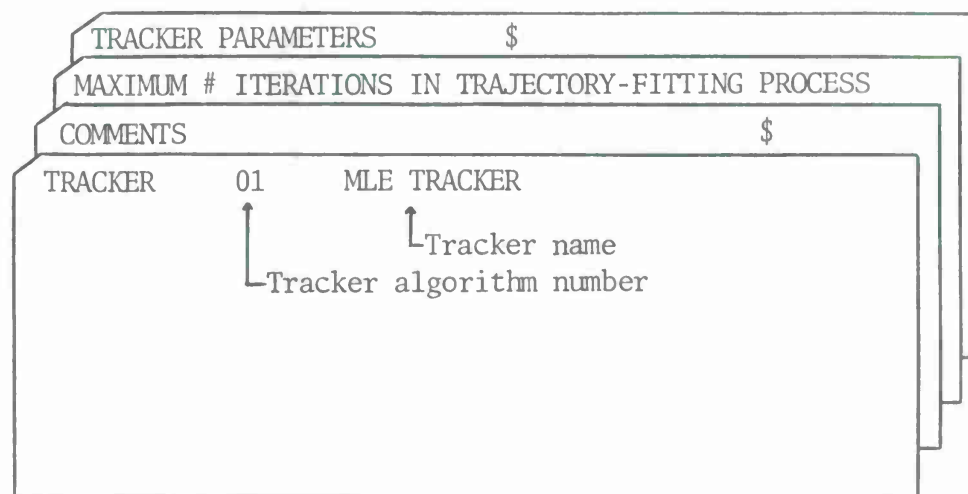 TRACKER PARAMETERS $
MAXIMUM # ITERATIONS IN TRAJECTORY-FITTING PROCESS
COMMENTS $
TRACKER 01 MLE TRACKER
Tracker name
Tracker algorithm number